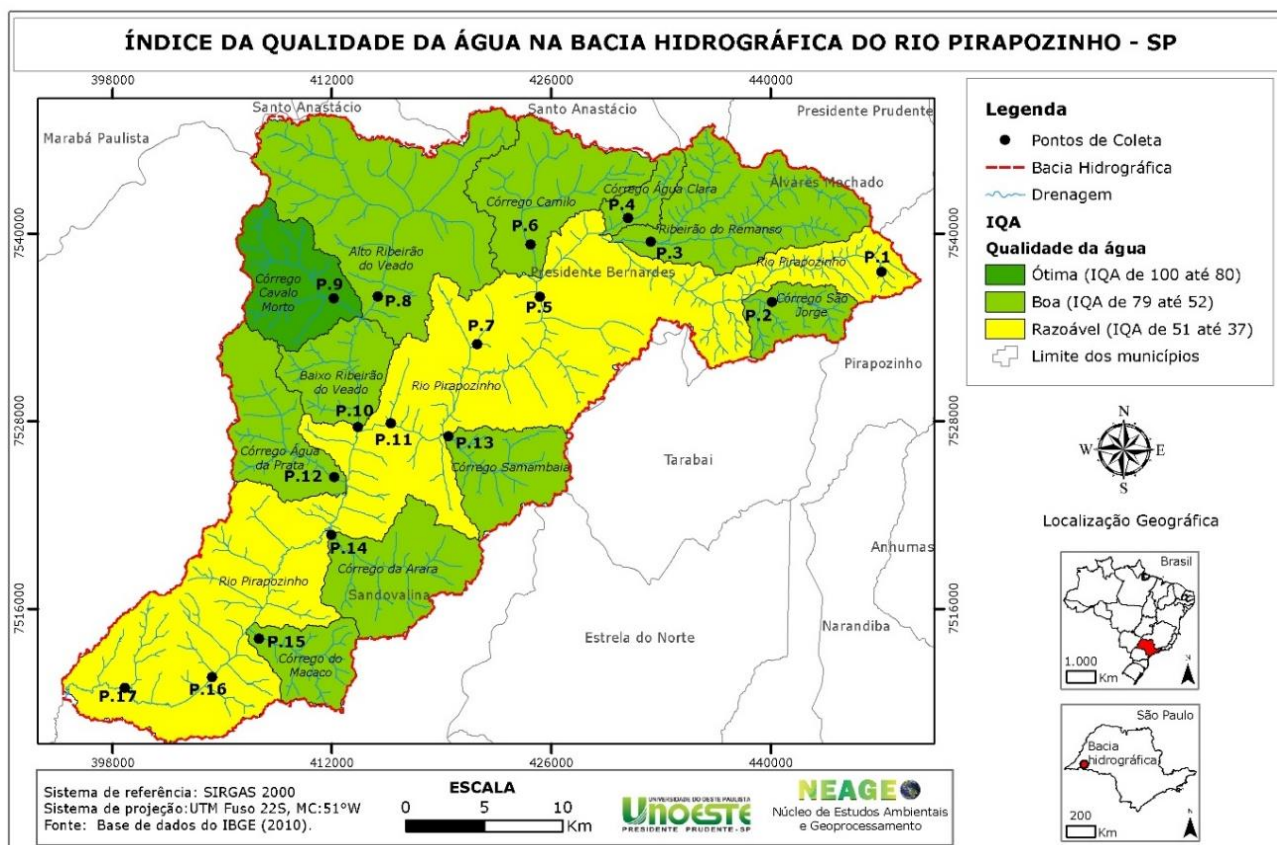 ÍNDICE DA QUALIDADE DA ÁGUA NA BACIA HIDROGRÁFICA DO RIO PIRAPOZINHO - SP
398000
412000
426000
440000
Santo Anastácio
Santo Anastácio
Presidente Prudente
Marabá Paulista
Álvares Machado
Córrego Água Clara
Córrego Camilo
P.4
P.6
Ribeirão do Remanso
P.3
7540000
7540000
Alto Ribeirão
do Veado
Rio Pirapozinho
P.1
Presidente Bernardes
Córrego
Cavalo
Morto
P.9
P.8
P.5
P.2
Córrego São
Jorge
P.7
Pirapozinho
Baixo Ribeirão
do Veado
Rio Pirapozinho
P.10
7528000
7528000
P.11
P.13
Córrego Água
da Prata
P.12
Córrego Samambaia
Tarabai
P.14
Anhumas
Rio Pirapozinho
Córrego da Arara
Sandovalina
7516000
7516000
Estrela do Norte
Narandiba
P.15
Córrego do
Maçaco
P.17
P.16
398000
412000
426000
440000
Legenda
Pontos de Coleta
Bacia Hidrográfica
Drenagem
IQA
Qualidade da água
Ótima (IQA de 100 até 80)
Boa (IQA de 79 até 52)
Razoável (IQA de 51 até 37)
Limite dos municípios
N
W
E
S
Localização Geográfica
Brasil
N
1.000
Km
São Paulo
Bacia
hidrográfica
N
200
Km
Sistema de referência: SIRGAS 2000
Sistema de projeção:UTM Fuso 22S, MC:51°W
Fonte: Base de dados do IBGE (2010).
ESCALA
0
5
10
Km
UNIVERSIDADE DO OESTE PAULISTA
UNOESTE
PRESIDENTE PRUDENTE-SP
NEAGEO
Núcleo de Estudos Ambientais
e Geoprocessamento